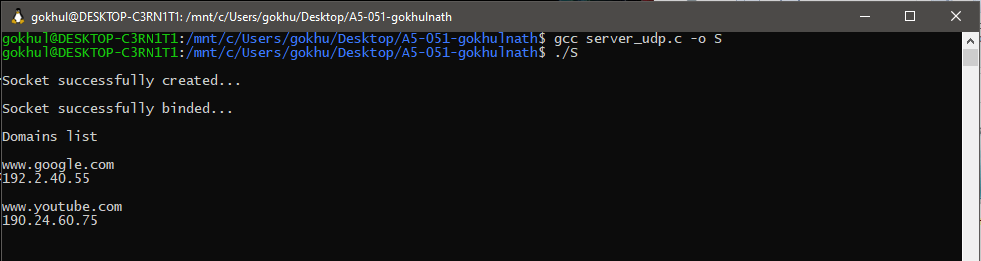 gokhul@DESKTOP-C3RN1T1: /mnt/c/Users/gokhu/Desktop/A5-051-gokhulnath
gokhul@DESKTOP-C3RN1T1:/mnt/c/Users/gokhu/Desktop/A5-051-gokhulnath$ gcc server_udp.c -o S
gokhul@DESKTOP-C3RN1T1:/mnt/c/Users/gokhu/Desktop/A5-051-gokhulnath$ ./S
Socket successfully created...
Socket successfully binded...
Domains list
www.google.com
192.2.40.55
www.youtube.com
190.24.60.75